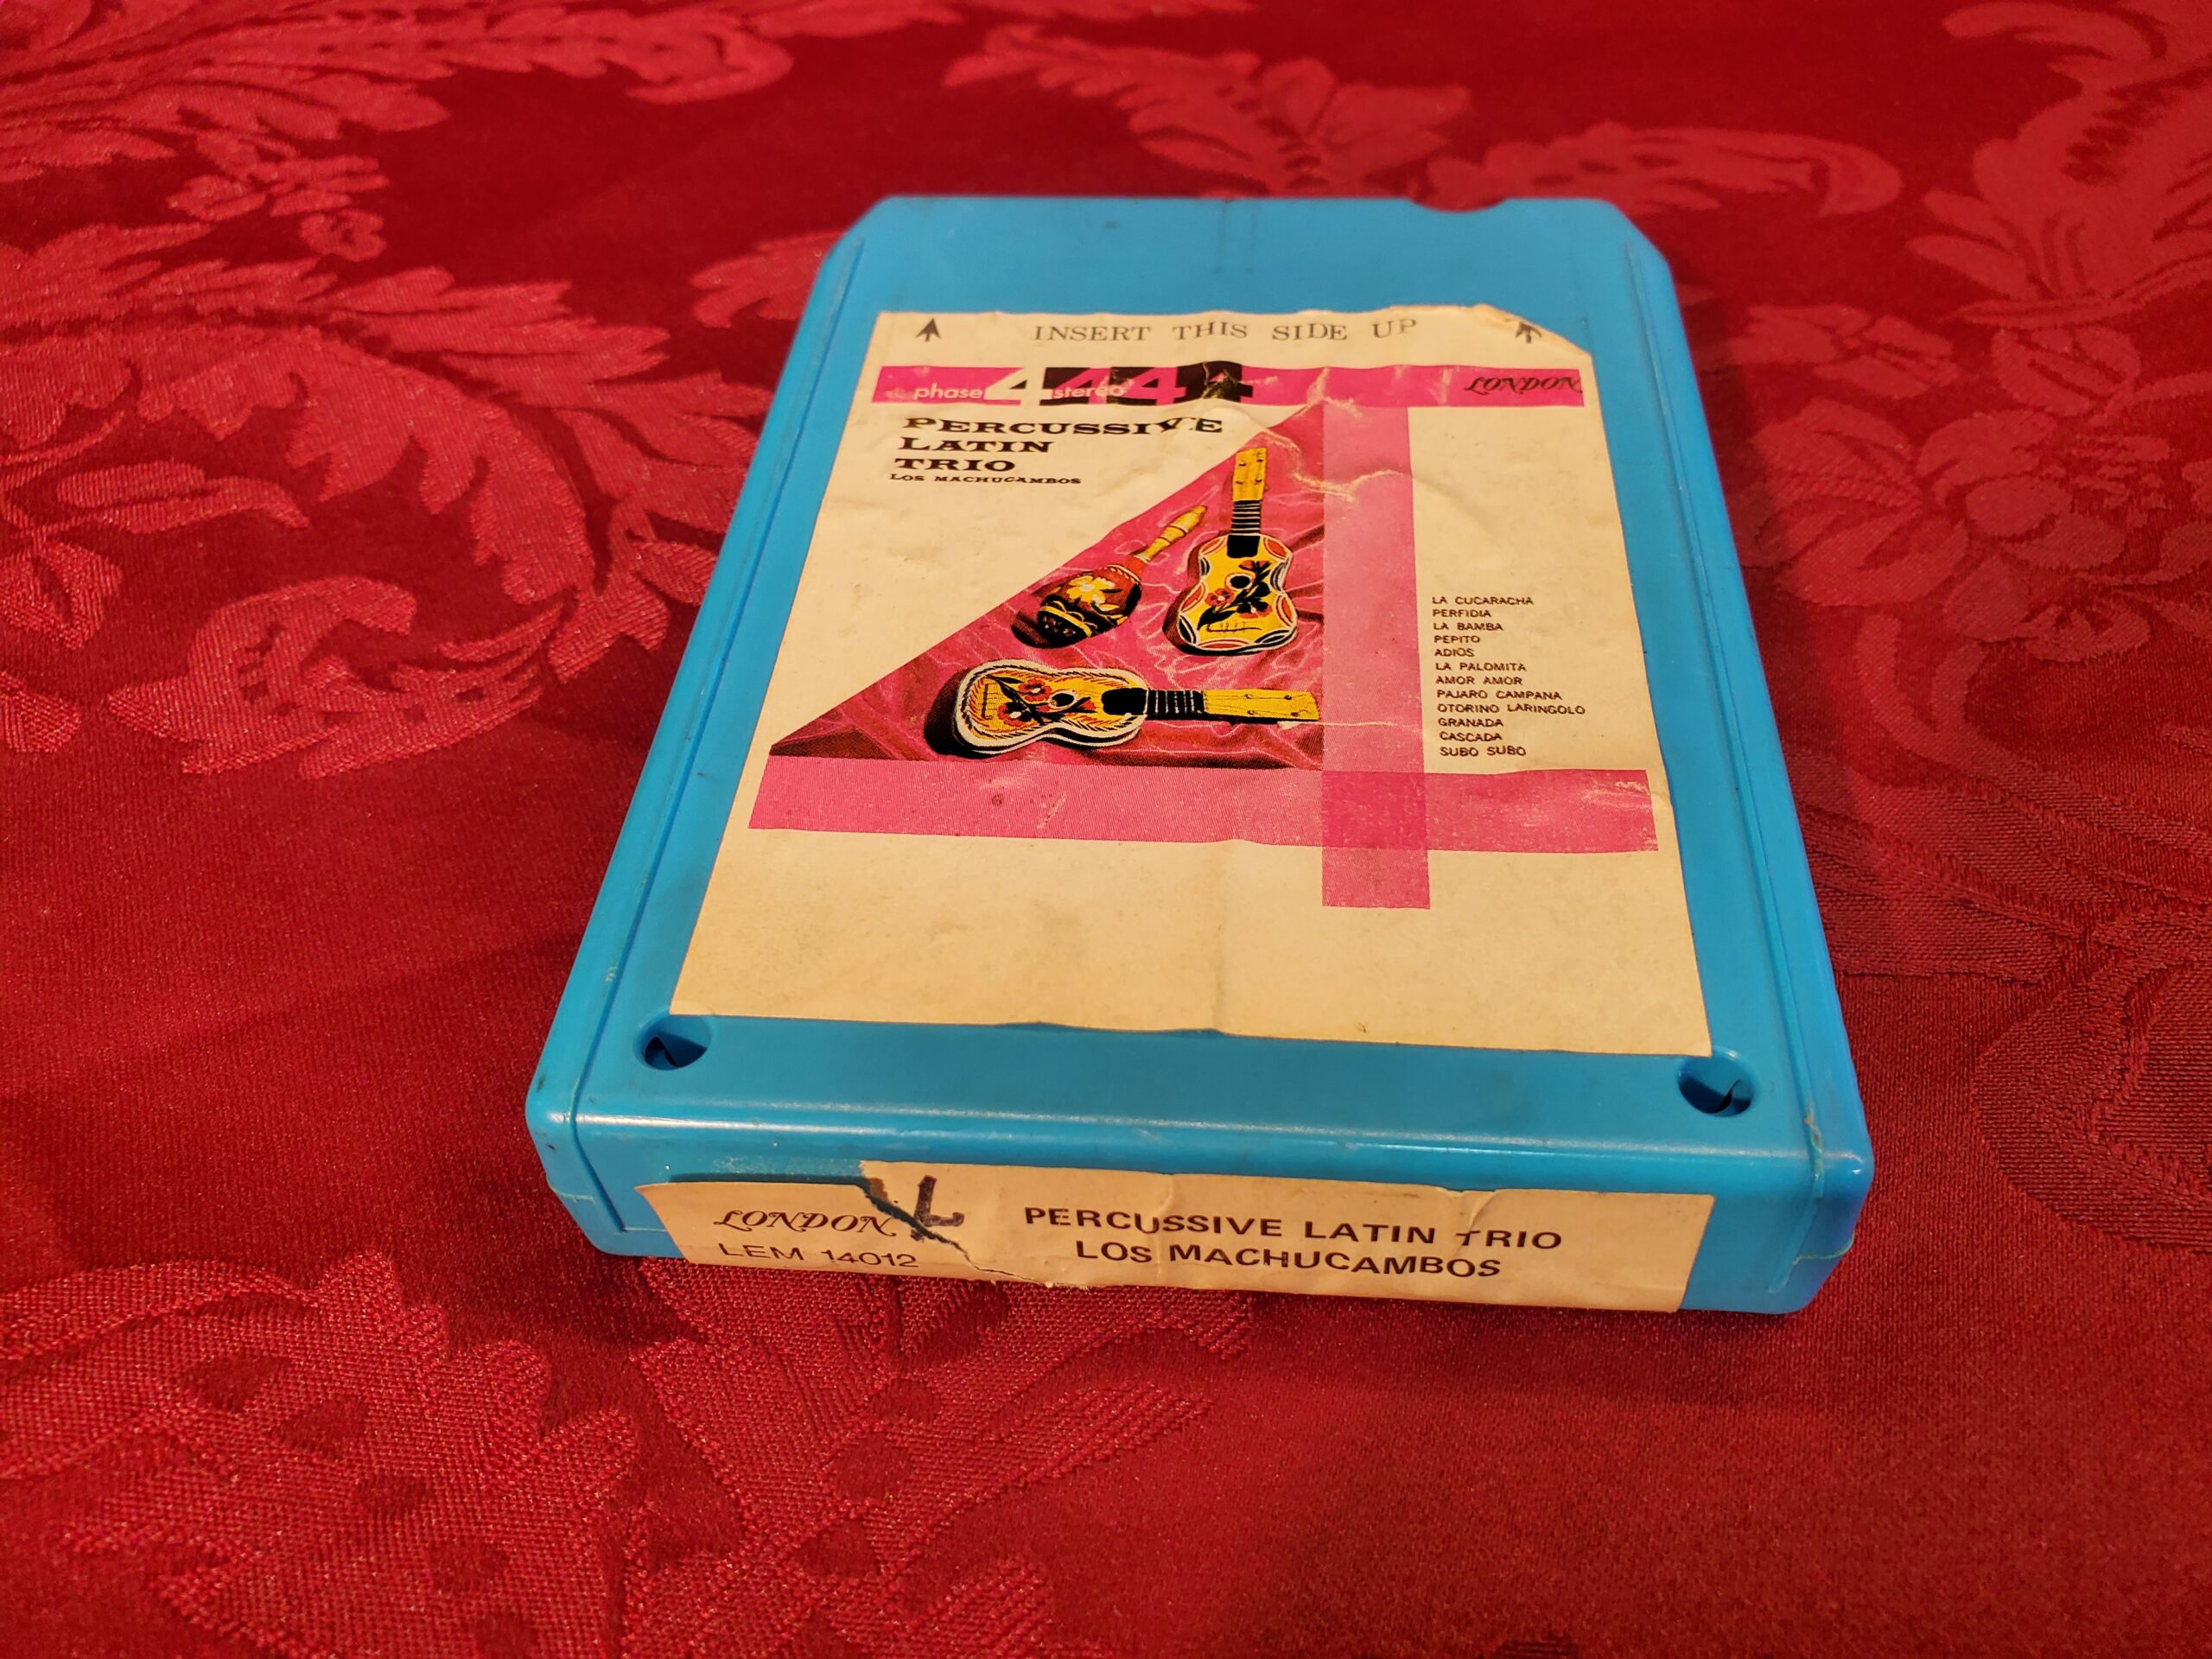 INSERT THIS SIDE UP
phase 4 stereo 4 4
LONDON
PERCUSSIVE
LATIN
TRIO
LOS MACHUCAMBOS
LA CUCARACHA
PERFIDIA
LA BAMBA
PEPITO
ADIOS
LA PALOMITA
AMOR AMOR
PAJARO CAMPANA
OTORINO LARINGOLO
GRANADA
CASCADA
SUBO SUBO
LONDON
LEM 14012
L
PERCUSSIVE LATIN TRIO
LOS MACHUCAMBOS